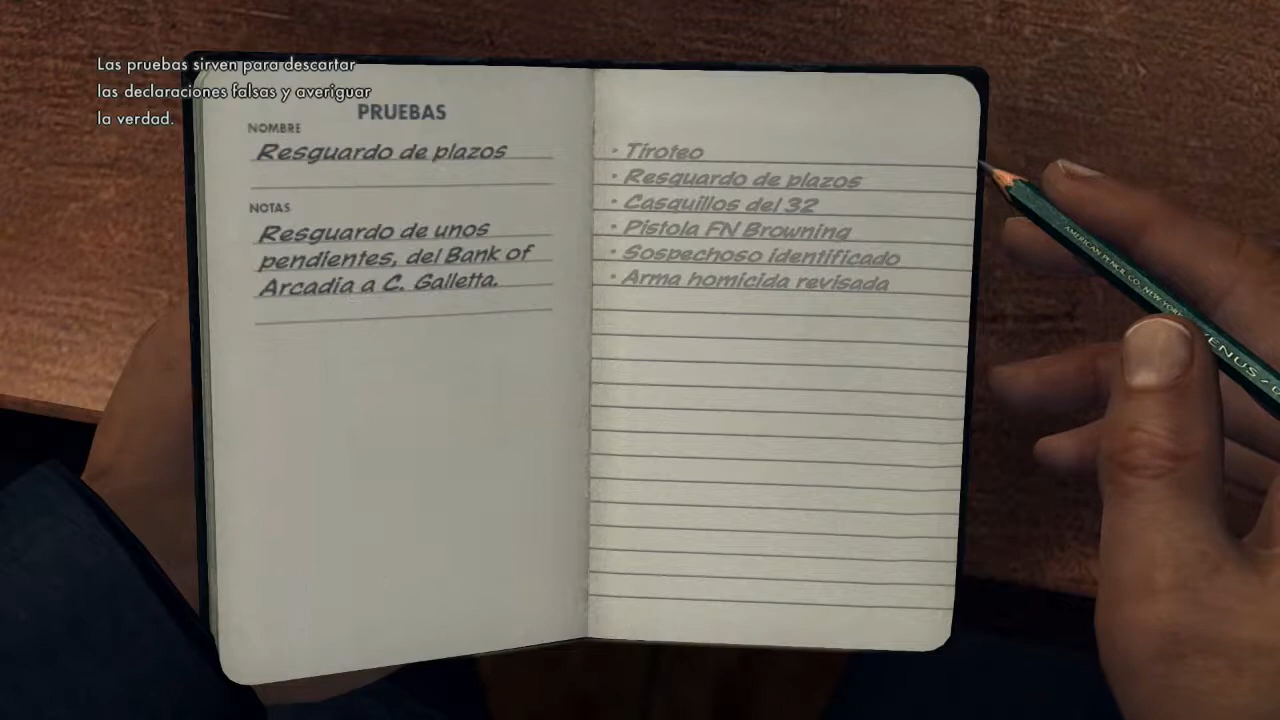 Las pruebas sirven para descartar
las declaraciones falsas y averiguar
la verdad.
PRUEBAS
NOMBRE
Resguardo de plazos
NOTAS
Resguardo de unos
pendientes, del Bank of
Arcadia a C. Galletta.
• Tiroteo
• Resguardo de plazos
• Casquillos del 32
• Pistola FN Browning
• Sospechoso identificado
• Arma homicida revisada
AMERICAN PENCIL CO. NEW YORK
VENUS